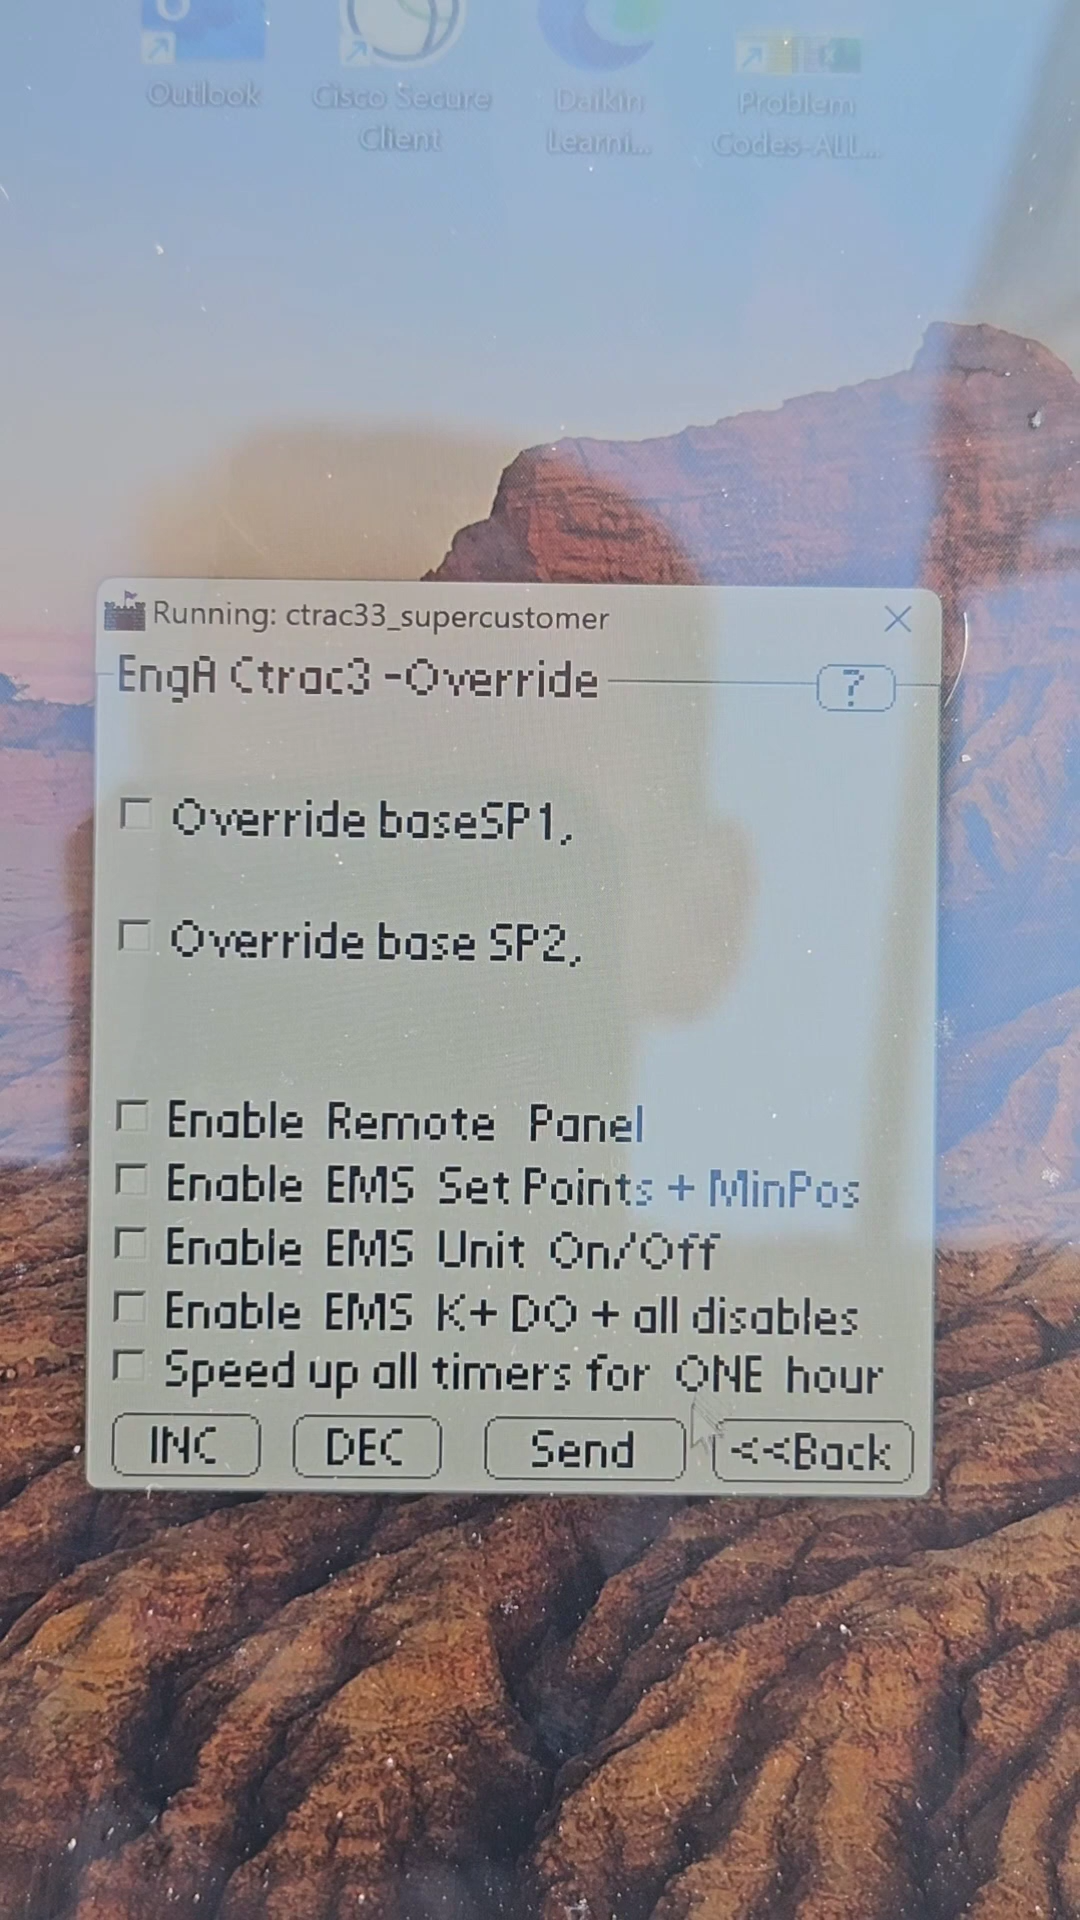 Outlook
Cisco Secure
Client
Daikin
Learni...
Problem
Codes-ALL...
Running: ctrac33_supercustomer
EngA Ctrac3 -Override
?
Override baseSP1,
Override base SP2,
Enable Remote Panel
Enable EMS Set Points + MinPos
Enable EMS Unit On/Off
Enable EMS K+ DO + all disables
Speed up all timers for ONE hour
INC DEC Send <<Back